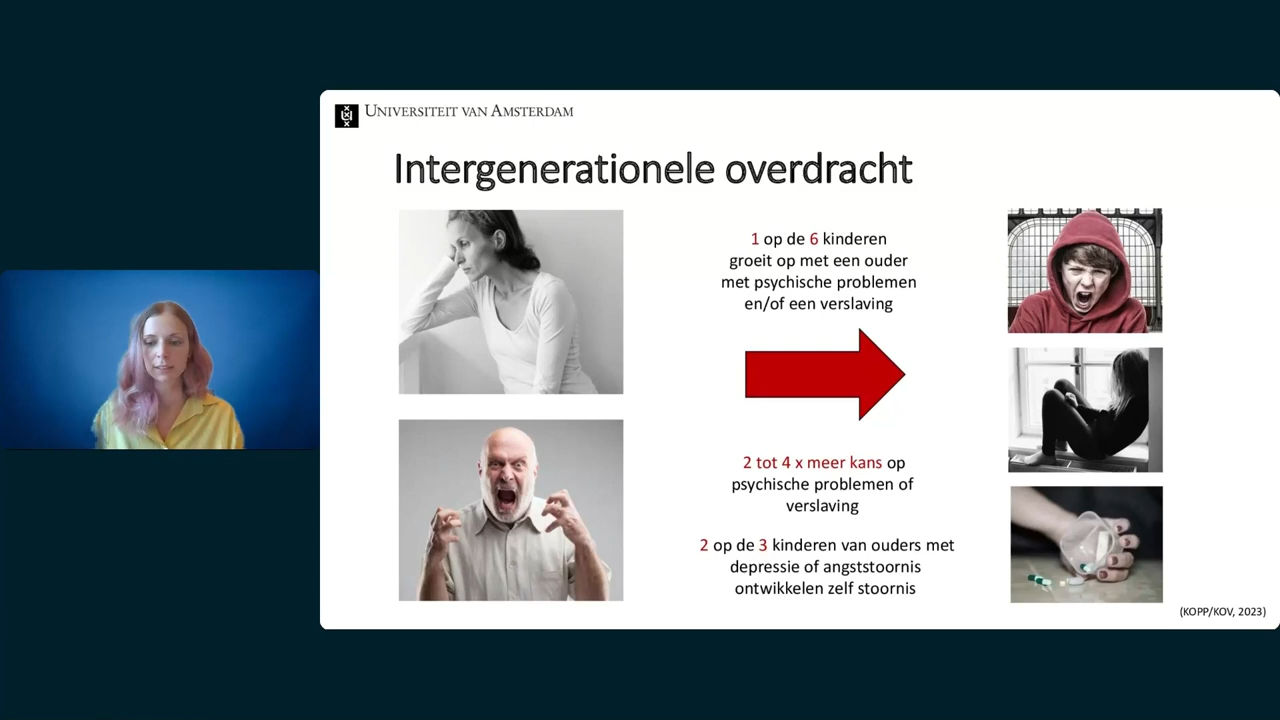 UNIVERSITEIT VAN AMSTERDAM
Intergenerationele overdracht
1 op de 6 kinderen
groeit op met een ouder
met psychische problemen
en/of een verslaving
2 tot 4 x meer kans op
psychische problemen of
verslaving
2 op de 3 kinderen van ouders met
depressie of angststoornis
ontwikkelen zelf stoornis
(KOPP/KOV, 2023)